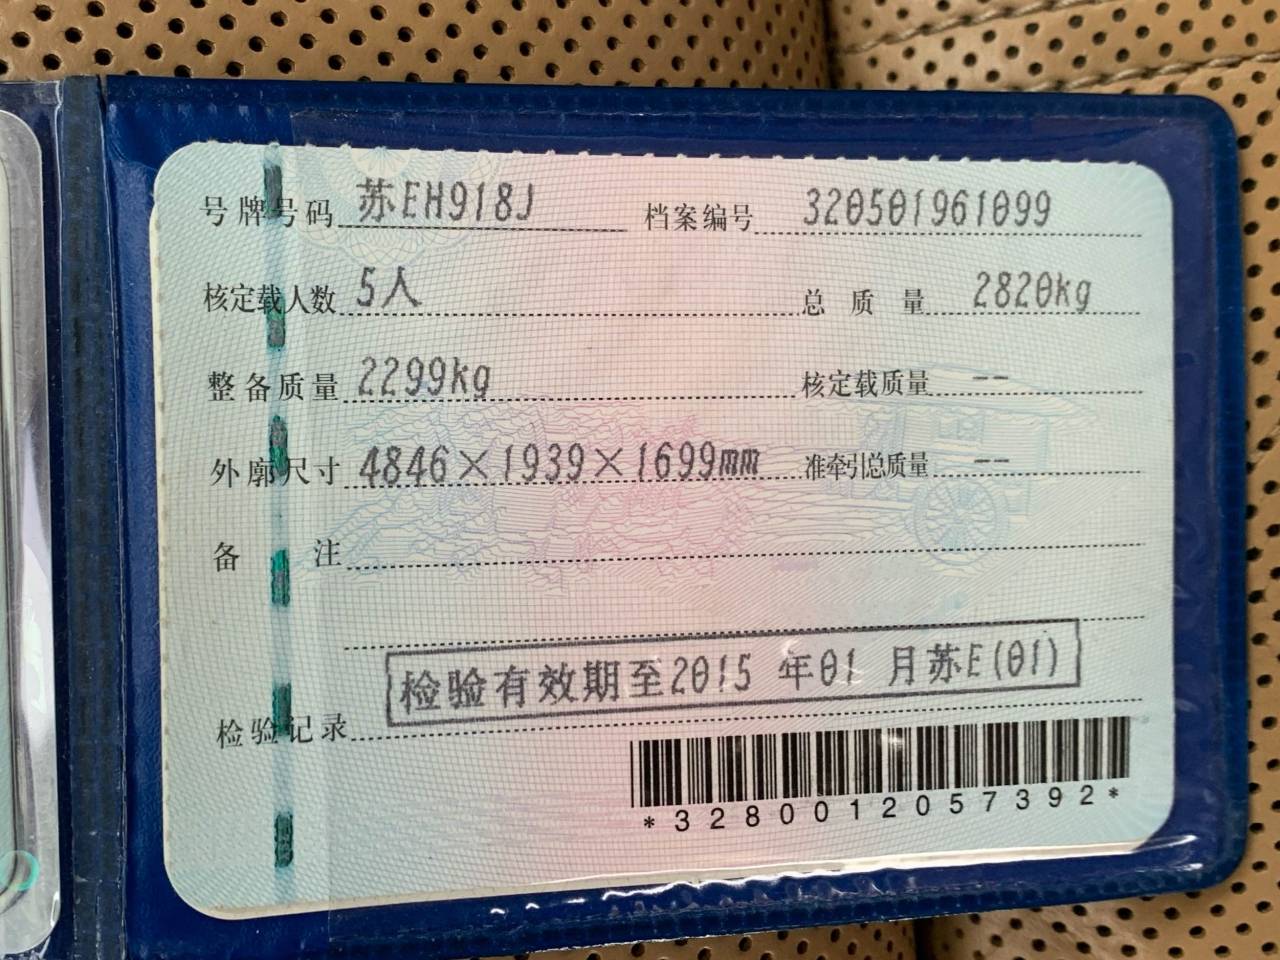 号牌号码 苏EH918J 档案编号 320501961099
核定载人数 5人 总质量 2820kg
整备质量 2299kg 核定载质量 --
外廓尺寸 4846×1939×1699mm 准牵引总质量 --
备注
检验有效期至2015 年01 月苏E(01)
检验记录
*328001205739​2*